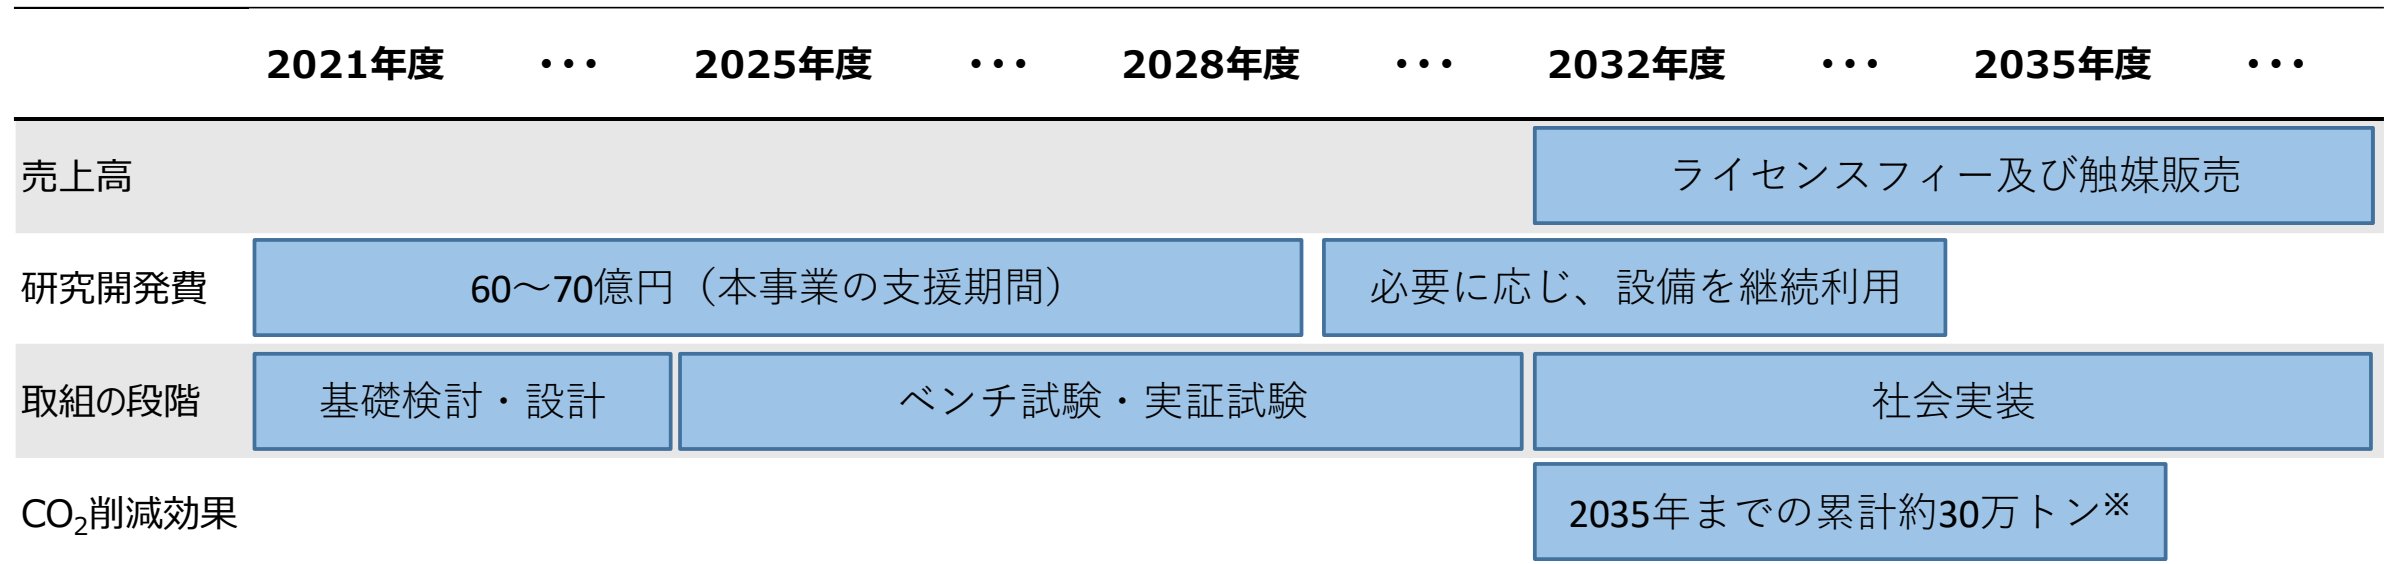 2021年度 ・・・ 2025年度 ・・・ 2028年度 ・・・ 2032年度 ・・・ 2035年度 ・・・
売上高 ライセンスフィー及び触媒販売
研究開発費 60～70億円（本事業の支援期間） 必要に応じ、設備を継続利用
取組の段階 基礎検討・設計 ベンチ試験・実証試験 社会実装
CO₂削減効果 2035年までの累計約30万トン※